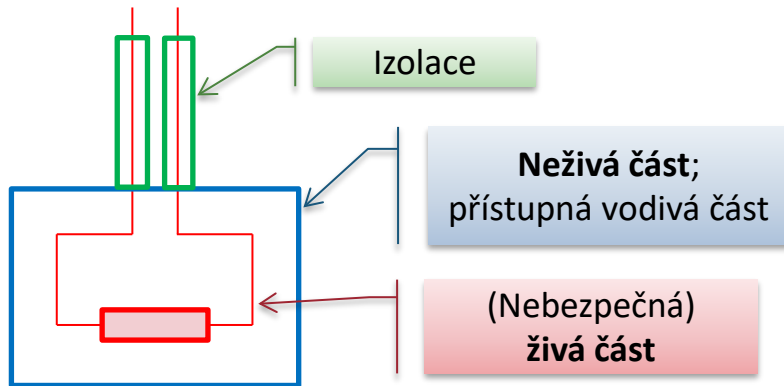 Izolace
Neživá část;
přístupná vodivá část
(Nebezpečná)
živá část